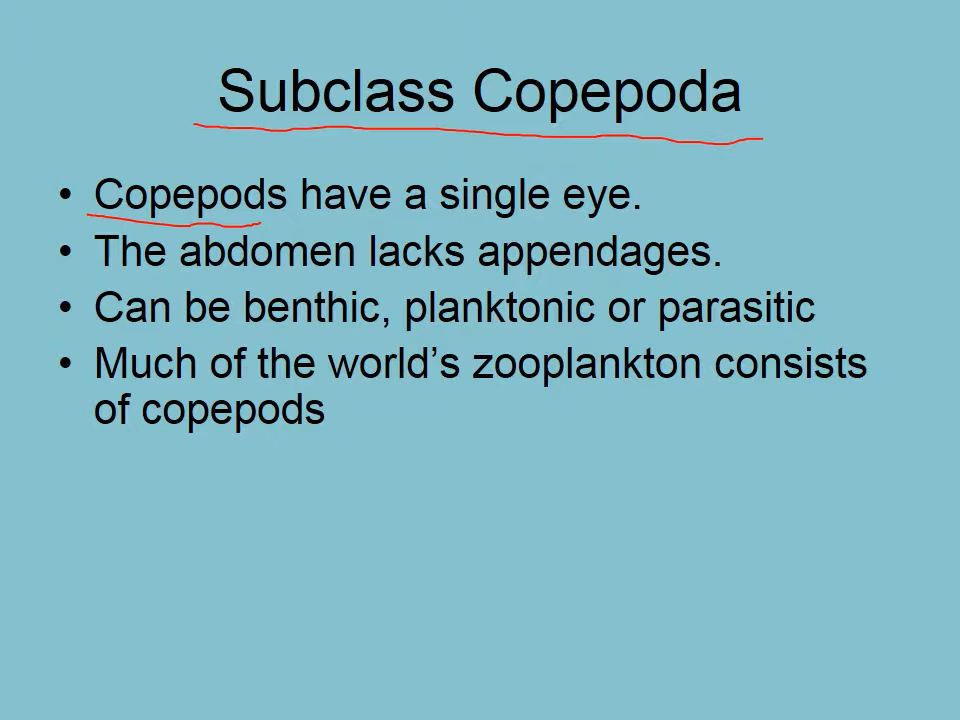 Subclass Copepoda
• Copepods have a single eye.
• The abdomen lacks appendages.
• Can be benthic, planktonic or parasitic
• Much of the world’s zooplankton consists
of copepods